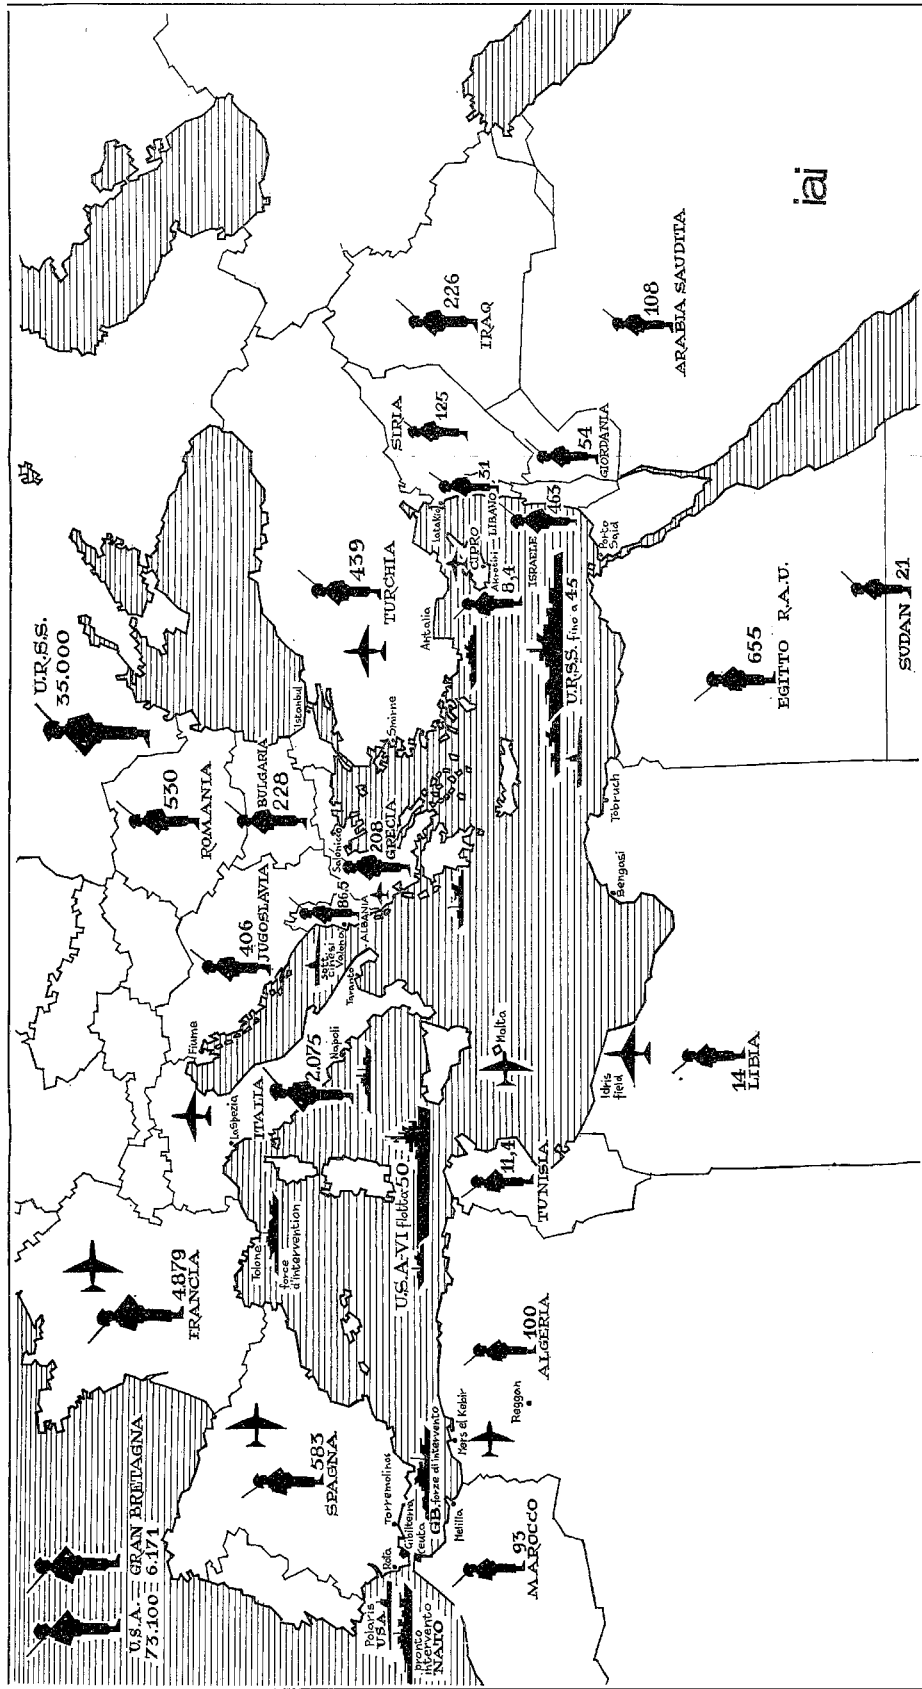 U.S.A. = GRAN BRETAGNA
73.100 = 6.171
4.879
FRANCIA
583
SPAGNA
Polaris
U.S.A.
pronto
intervento
NATO
Rota
Gibilterra
Ceuta
Torremolinos
GB. forze di intervento
Melilla
Mers el Kebir
Reggan
93
MAROCCO
100
ALGERIA
11,4
TUNISIA
Tolone
force
d'intervention
U.S.A-VI flotta 50
LaSpezia
ITALIA
2.075
Napoli
Taranto
Fiume
406
JUGOSLAVIA
Sott.
cinesi
Valona
86,5
ALBANIA
Malta
Idris
field
14
LIBIA
Bengasi
Tobruch
U.R.S.S.
35.000
530
ROMANIA
BULGARIA
228
Salonicco
208
GRECIA
Istanbul
Smirne
439
TURCHIA
Antalia
Latakia
CIPRO
Akrotiri
8,4
LIBANO
31
SIRIA
125
ISRAELE
463
U.R.S.S. fino a 45
Porto
Said
54
GIORDANIA
226
IRAQ
108
ARABIA SAUDITA
655
EGITTO R.A.U.
21
SUDAN
iai